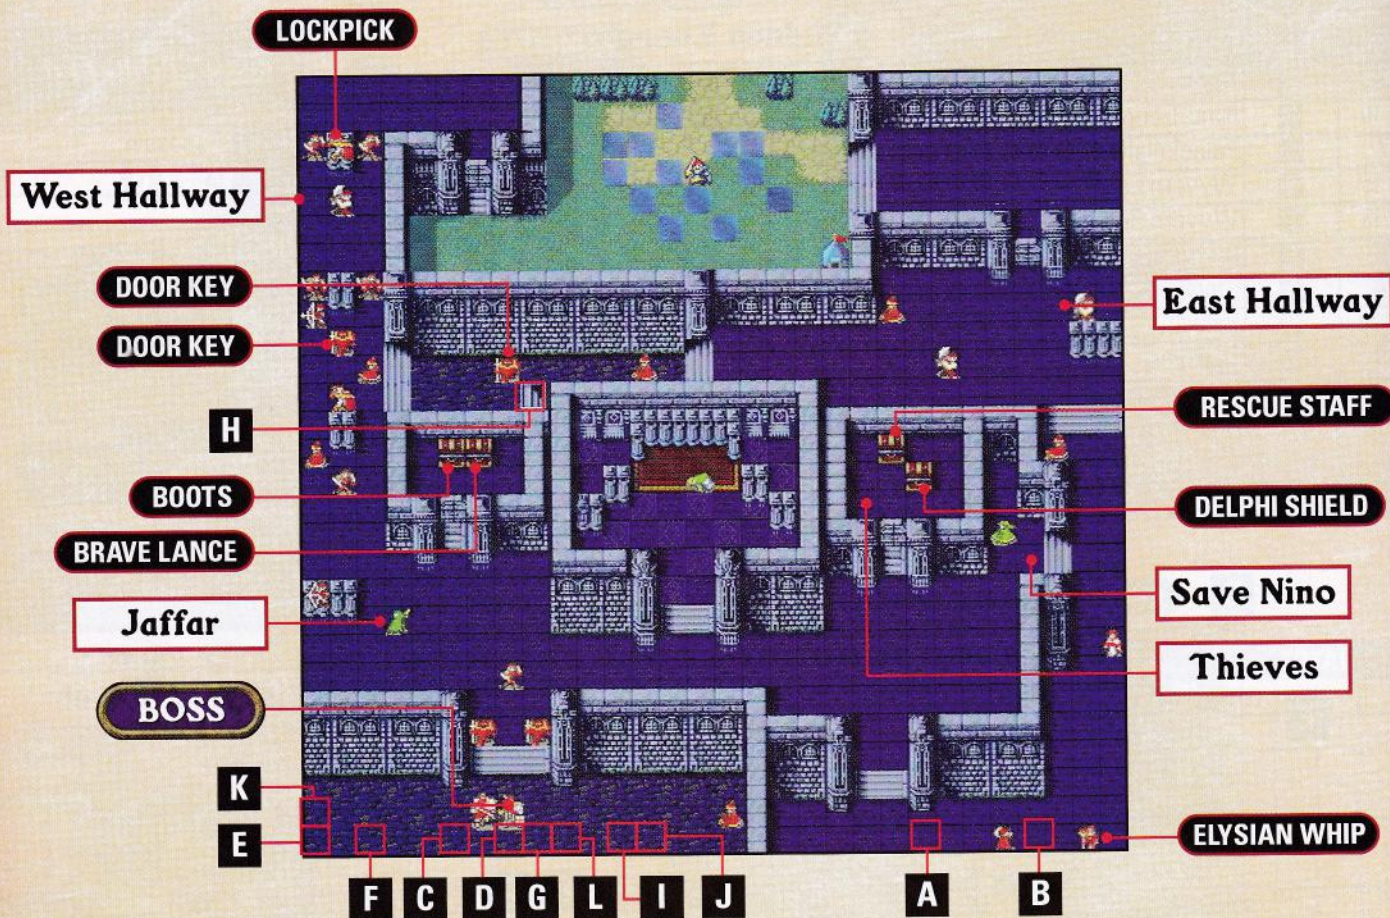 LOCKPICK
West Hallway
DOOR KEY
East Hallway
DOOR KEY
RESCUE STAFF
H
BOOTS
DELPHI SHIELD
BRAVE LANCE
Save Nino
Jaffar
Thieves
BOSS
K
E
ELYSIAN WHIP
F
C
D
G
L
I
J
A
B